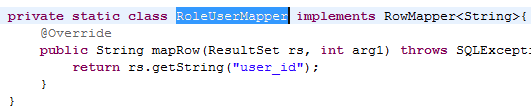 private static class RoleUserMapper implements RowMapper<String>{
@Override
public String mapRow(ResultSet rs, int arg1) throws SQLExcepti
return rs.getString("user_id");
}
}